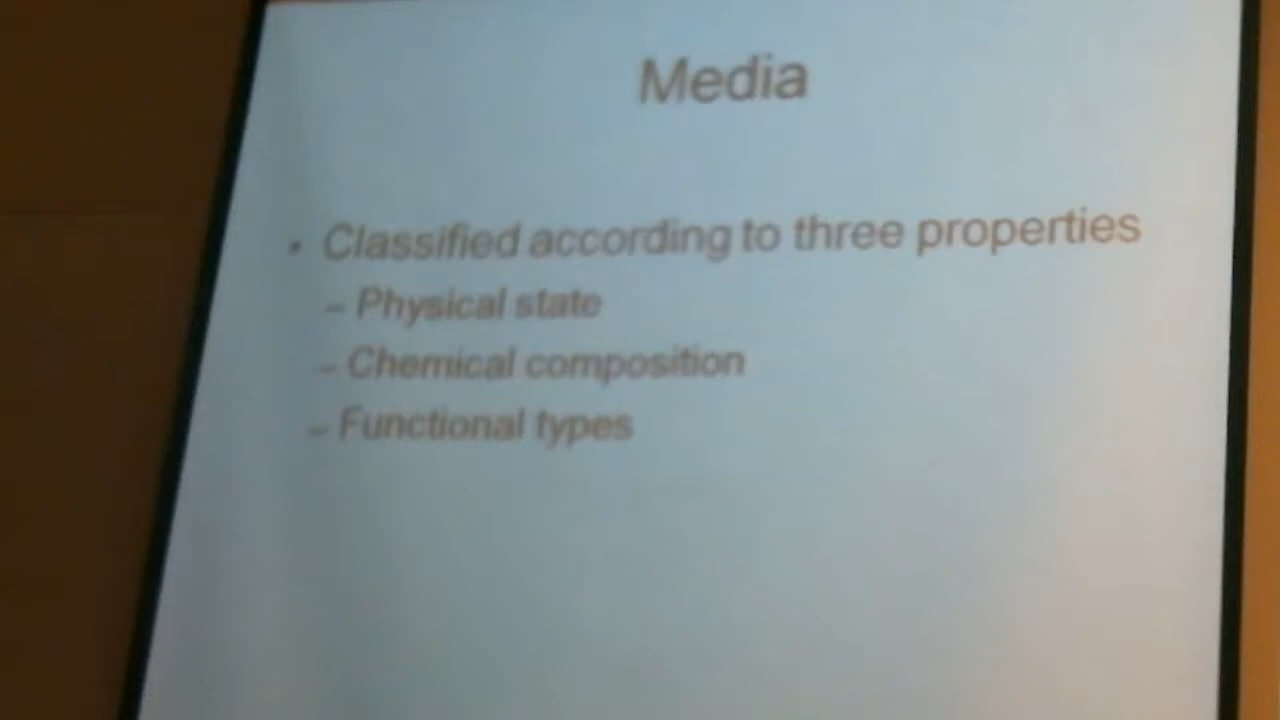 Media
• Classified according to three properties
– Physical state
– Chemical composition
– Functional types